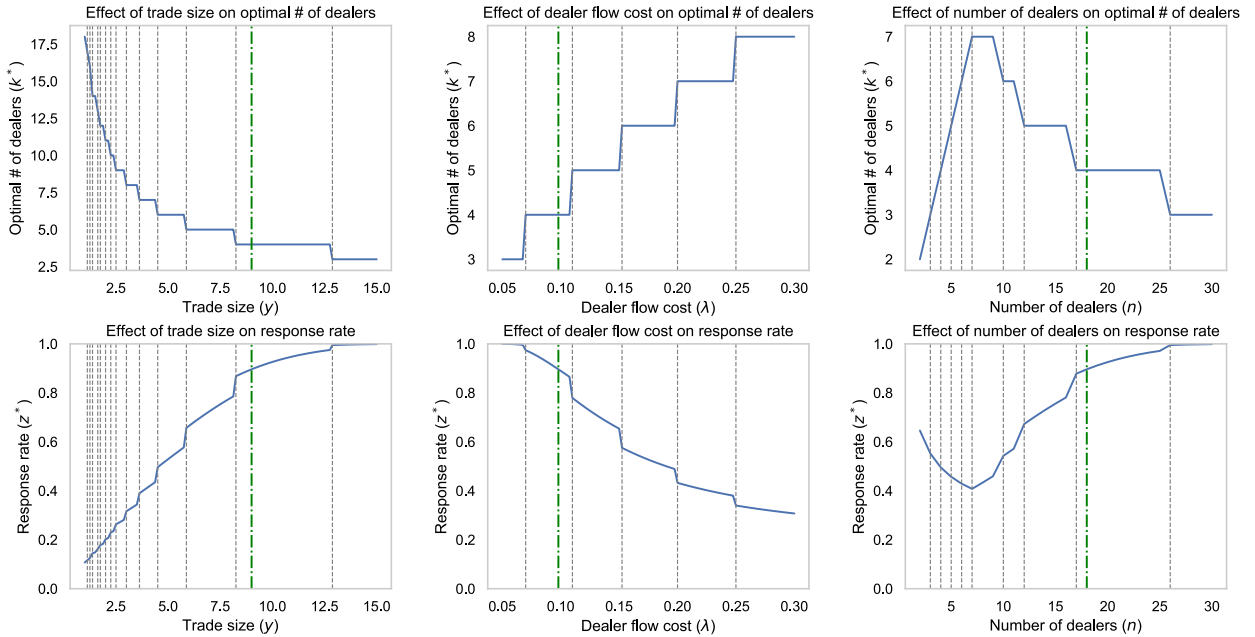 Effect of trade size on optimal # of dealers
Optimal # of dealers (k*)
17.5
15.0
12.5
10.0
7.5
5.0
2.5
2.5 5.0 7.5 10.0 12.5 15.0
Trade size (y)
Effect of dealer flow cost on optimal # of dealers
Optimal # of dealers (k*)
8
7
6
5
4
3
0.05 0.10 0.15 0.20 0.25 0.30
Dealer flow cost (λ)
Effect of number of dealers on optimal # of dealers
Optimal # of dealers (k*)
7
6
5
4
3
2
5 10 15 20 25 30
Number of dealers (n)
Effect of trade size on response rate
Response rate (z*)
1.0
0.8
0.6
0.4
0.2
0.0
2.5 5.0 7.5 10.0 12.5 15.0
Trade size (y)
Effect of dealer flow cost on response rate
Response rate (z*)
1.0
0.8
0.6
0.4
0.2
0.0
0.05 0.10 0.15 0.20 0.25 0.30
Dealer flow cost (λ)
Effect of number of dealers on response rate
Response rate (z*)
1.0
0.8
0.6
0.4
0.2
0.0
5 10 15 20 25 30
Number of dealers (n)